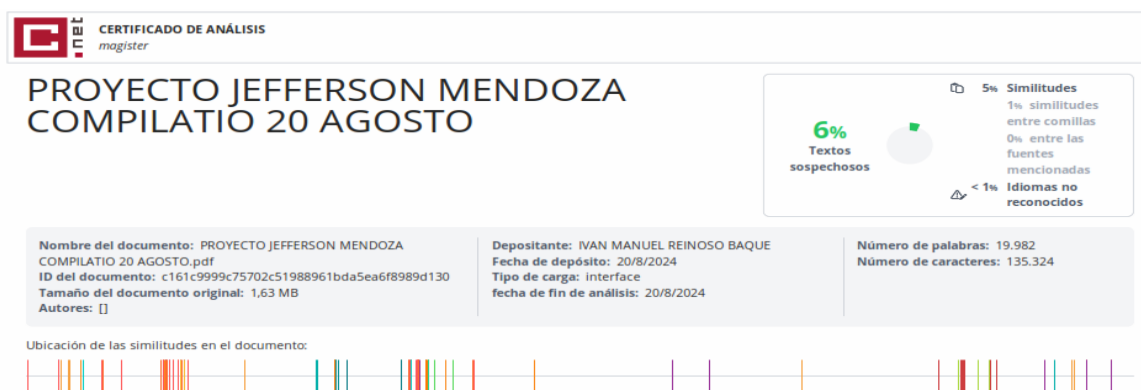 C
.net
CERTIFICADO DE ANÁLISIS
magister
PROYECTO JEFFERSON MENDOZA
COMPILATIO 20 AGOSTO
6%
Textos
sospechosos
5% Similitudes
1% similitudes
entre comillas
0% entre las
fuentes
mencionadas
< 1% Idiomas no
reconocidos
Nombre del documento: PROYECTO JEFFERSON MENDOZA
COMPILATIO 20 AGOSTO.pdf
ID del documento: c161c9999c75702c51988961bda5ea6f8989d130
Tamaño del documento original: 1,63 MB
Autores: []
Depositante: IVAN MANUEL REINOSO BAQUE
Fecha de depósito: 20/8/2024
Tipo de carga: interface
fecha de fin de análisis: 20/8/2024
Número de palabras: 19.982
Número de caracteres: 135.324
Ubicación de las similitudes en el documento: